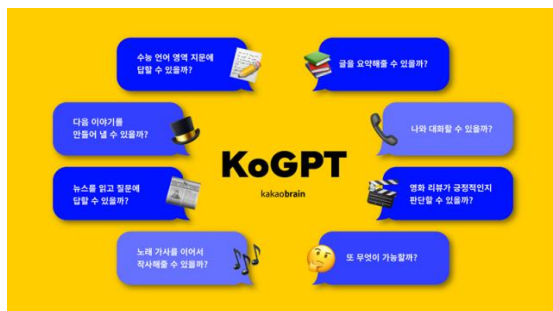 수능 언어 영역 지문에
답할 수 있을까?
글을 요약해줄 수 있을까?
다음 이야기를
만들어 낼 수 있을까?
나와 대화할 수 있을까?
KoGPT
kakaobrain
뉴스를 읽고 질문에
답할 수 있을까?
영화 리뷰가 긍정적인지
판단할 수 있을까?
노래 가사를 이어서
작사해줄 수 있을까?
또 무엇이 가능할까?